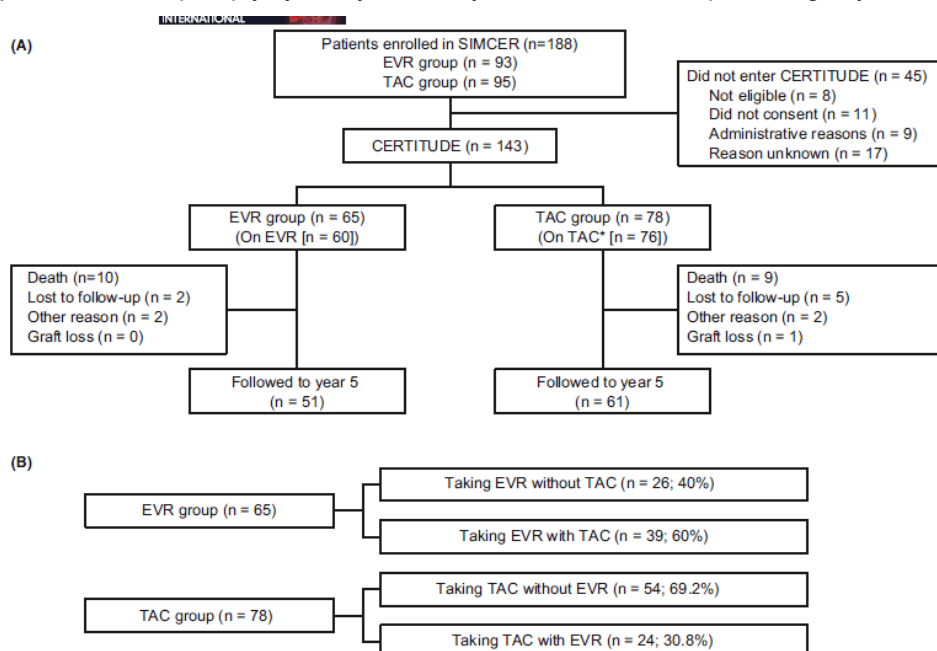 INTERNATIONAL
(A)
Patients enrolled in SIMCER (n=188)
EVR group (n = 93)
TAC group (n = 95)
Did not enter CERTITUDE (n = 45)
Not eligible (n = 8)
Did not consent (n = 11)
Administrative reasons (n = 9)
Reason unknown (n = 17)
CERTITUDE (n = 143)
EVR group (n = 65)
(On EVR [n = 60])
TAC group (n = 78)
(On TAC* [n = 76])
Death (n=10)
Lost to follow-up (n = 2)
Other reason (n = 2)
Graft loss (n = 0)
Death (n = 9)
Lost to follow-up (n = 5)
Other reason (n = 2)
Graft loss (n = 1)
Followed to year 5
(n = 51)
Followed to year 5
(n = 61)
(B)
EVR group (n = 65)
Taking EVR without TAC (n = 26; 40%)
Taking EVR with TAC (n = 39; 60%)
TAC group (n = 78)
Taking TAC without EVR (n = 54; 69.2%)
Taking TAC with EVR (n = 24; 30.8%)